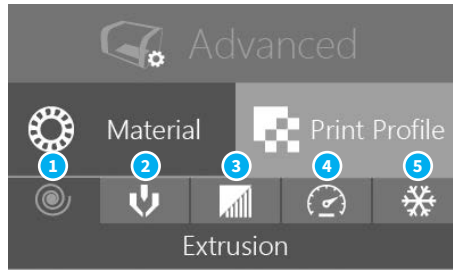 Advanced
Material
Print Profile
1 2 3 4 5
Extrusion